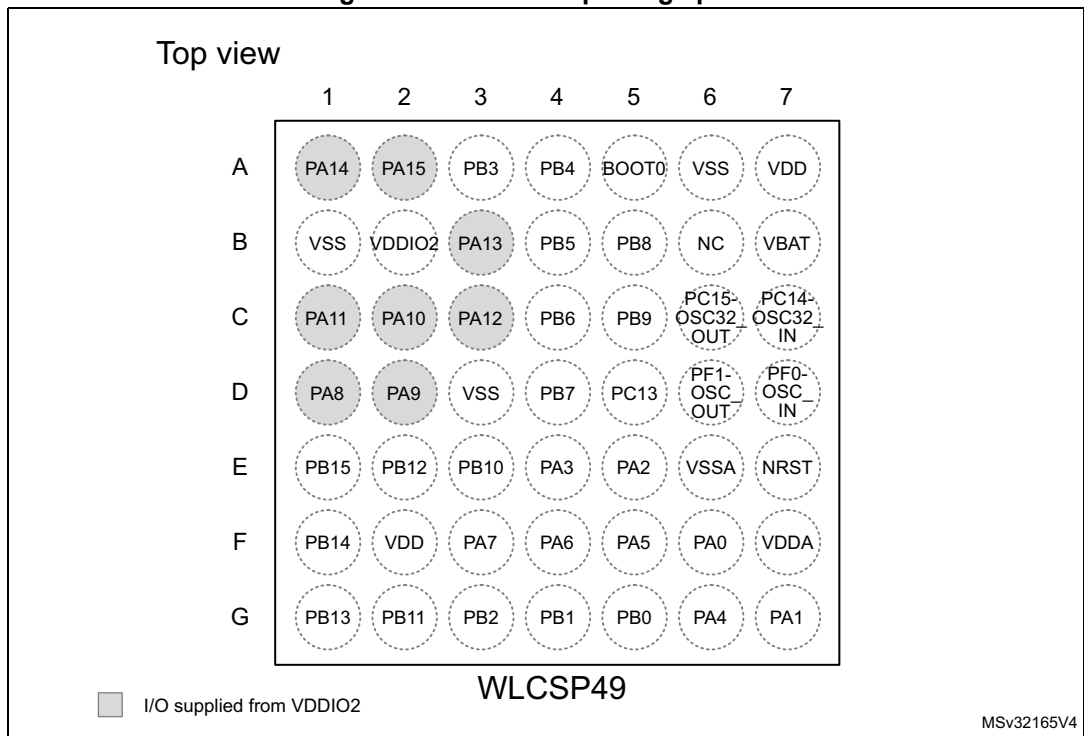 Top view
1 2 3 4 5 6 7
A PA14 PA15 PB3 PB4 BOOT0 VSS VDD
B VSS VDDIO2 PA13 PB5 PB8 NC VBAT
C PA11 PA10 PA12 PB6 PB9 PC15-OSC32_OUT PC14-OSC32_IN
D PA8 PA9 VSS PB7 PC13 PF1-OSC_OUT PF0-OSC_IN
E PB15 PB12 PB10 PA3 PA2 VSSA NRST
F PB14 VDD PA7 PA6 PA5 PA0 VDDA
G PB13 PB11 PB2 PB1 PB0 PA4 PA1
WLCSP49
I/O supplied from VDDIO2
MSv32165V4